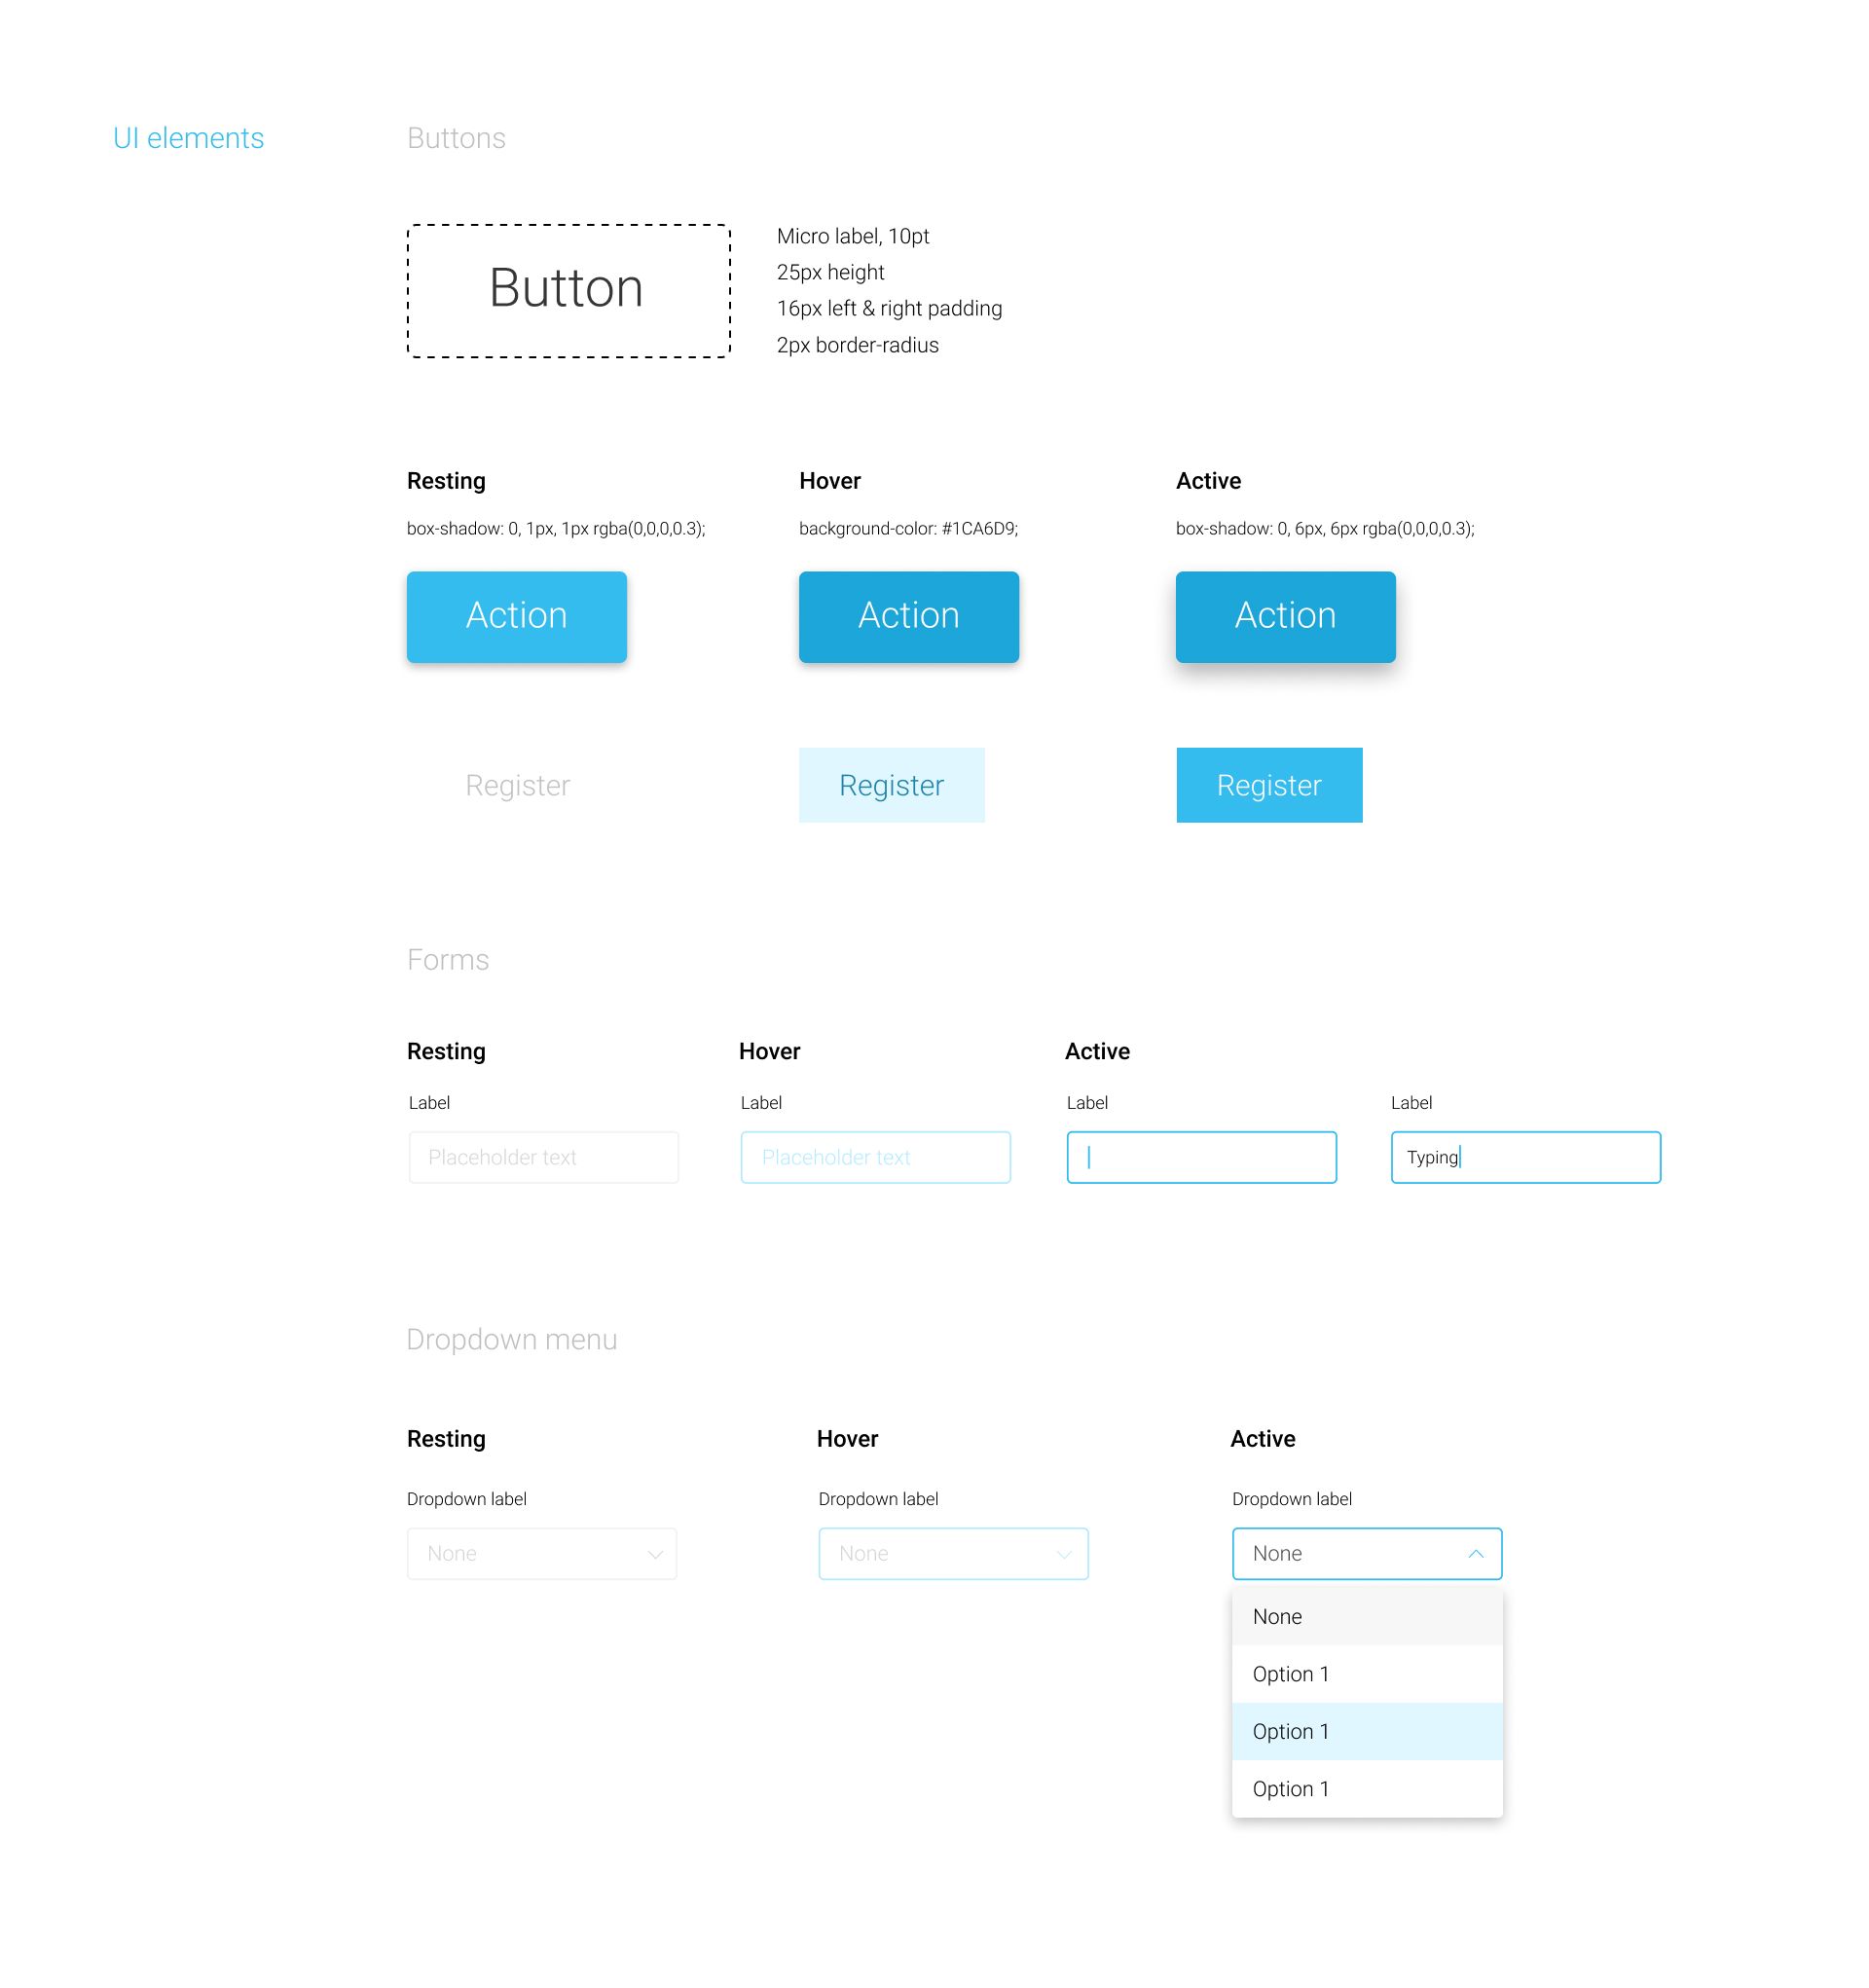 UI elements
Buttons
Button
Micro label, 10pt
25px height
16px left & right padding
2px border-radius
Resting
Hover
Active
box-shadow: 0, 1px, 1px rgba(0,0,0,0.3);
background-color: #1CA6D9;
box-shadow: 0, 6px, 6px rgba(0,0,0,0.3);
Action
Action
Action
Register
Register
Register
Forms
Resting
Hover
Active
Label
Label
Label
Label
Placeholder text
Placeholder text
Typing
Dropdown menu
Resting
Hover
Active
Dropdown label
Dropdown label
Dropdown label
None
None
None
None
Option 1
Option 1
Option 1